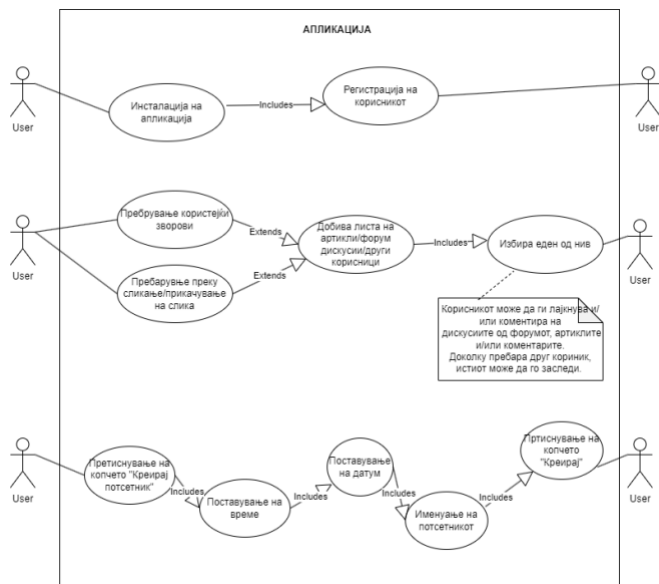 АПЛИКАЦИЈА
User
Инсталација на
апликација
Includes
Регистрација на
корисникот
User
User
Пребрување користејќи
зворови
Extends
Пребарувње преку
сликање/прикачување
на слика
Extends
Добива листа на
артикли/форум
дискусии/други
корисници
Includes
Избира еден од нив
User
Корисникот може да ги лајкнува и/
или коментира на
дискусиите од форумот, артиклите
и/или коментарите.
Доколку пребара друг кориник,
истиот може да го заследи.
User
Претиснување на
копчето "Креирај
потсетник"
Includes
Поставување на
време
Includes
Поставување
на датум
Includes
Именување на
потсетникот
Includes
Пртиснување на
копчето
"Креирај"
User